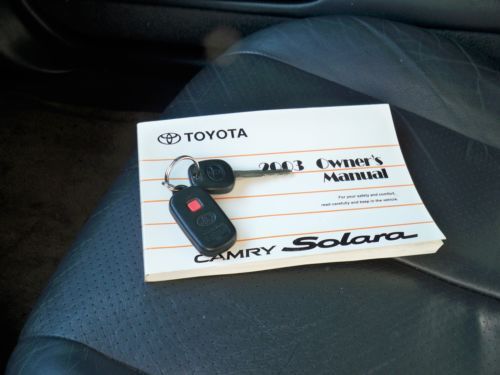 TOYOTA
2003 Owner's
Manual
For your safety and comfort,
read carefully and keep in the vehicle.
CAMRY Solara